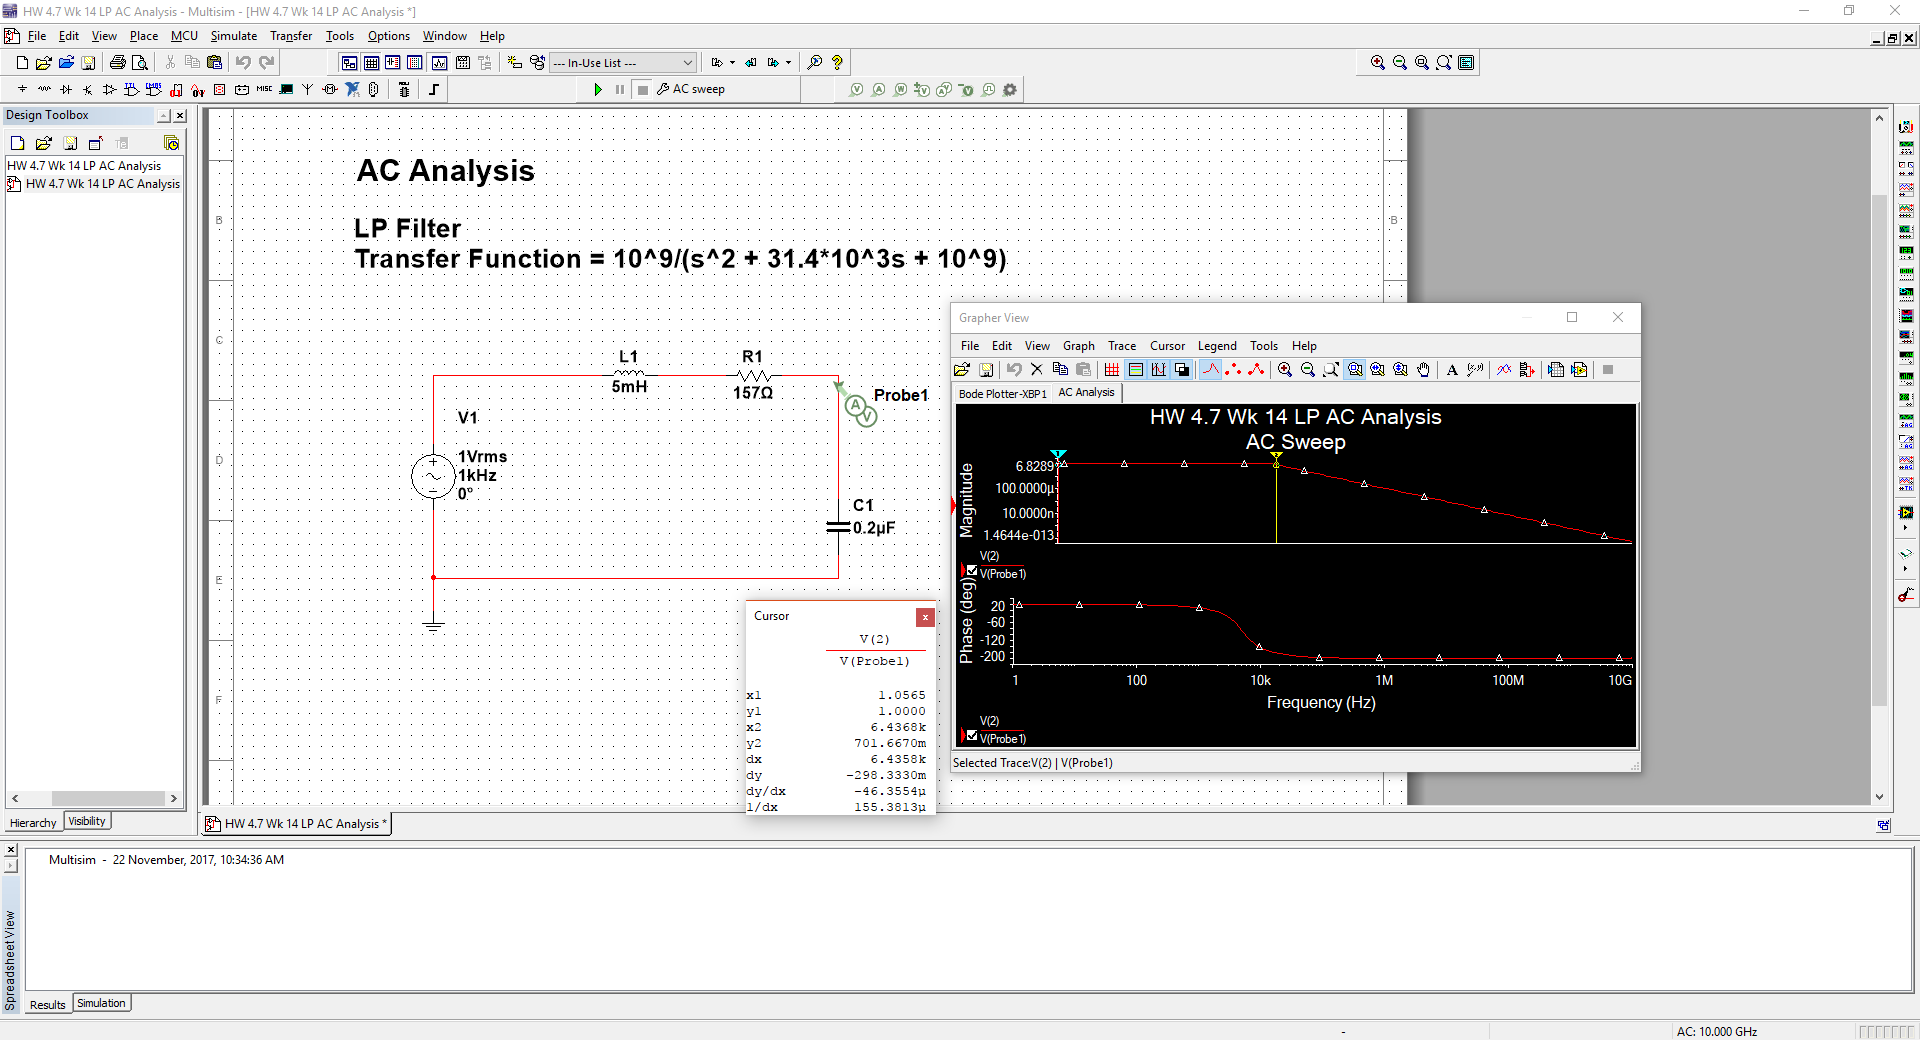 HW 4.7 Wk 14 LP AC Analysis - Multisim - [HW 4.7 Wk 14 LP AC Analysis *]
File Edit View Place MCU Simulate Transfer Tools Options Window Help
--- In-Use List ---
MISC
AC sweep
Design Toolbox
HW 4.7 Wk 14 LP AC Analysis
HW 4.7 Wk 14 LP AC Analysis
Hierarchy Visibility
AC Analysis
LP Filter
Transfer Function = 10^9/(s^2 + 31.4*10^3s + 10^9)
B
C
D
E
F
B
L1
5mH
R1
157Ω
Probe1
A
V
V1
1Vrms
1kHz
0°
C1
0.2µF
Cursor
V(2)
V(Probe1)
x1 1.0565
y1 1.0000
x2 6.4368k
y2 701.6670m
dx 6.4358k
dy -298.3330m
dy/dx -46.3554µ
1/dx 155.3813µ
Grapher View
File Edit View Graph Trace Cursor Legend Tools Help
Bode Plotter-XBP1 AC Analysis
HW 4.7 Wk 14 LP AC Analysis
AC Sweep
Magnitude
6.8289
100.0000µ
10.0000n
1.4644e-013
V(2)
V(Probe1)
Phase (deg)
20
-60
-120
-200
1 100 10k 1M 100M 10G
Frequency (Hz)
V(2)
V(Probe1)
Selected Trace:V(2) | V(Probe1)
HW 4.7 Wk 14 LP AC Analysis *
Multisim - 22 November, 2017, 10:34:36 AM
Spreadsheet View
Results Simulation
- AC: 10.000 GHz